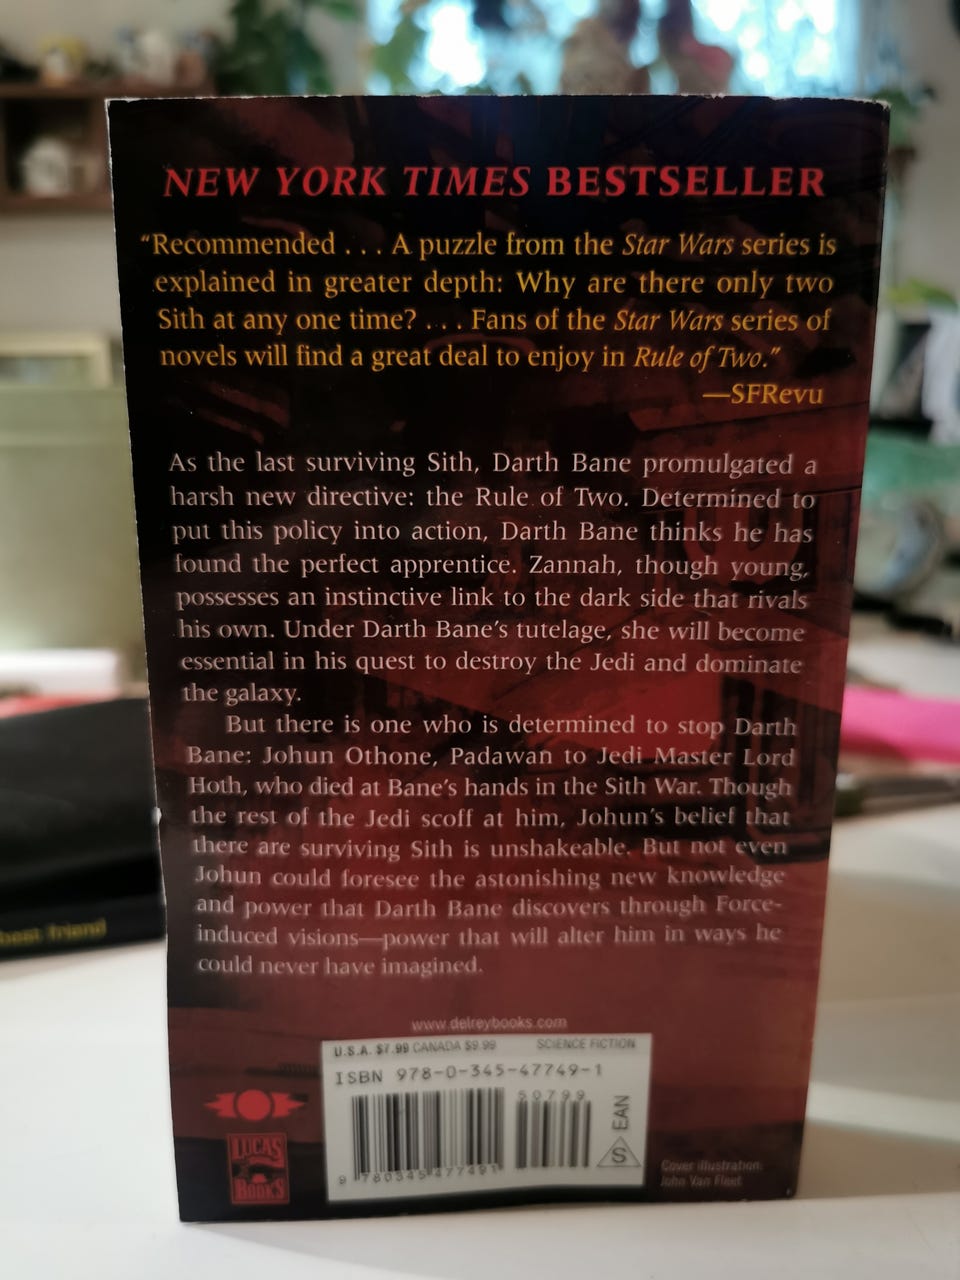 NEW YORK TIMES BESTSELLER
“Recommended . . . A puzzle from the Star Wars series is
explained in greater depth: Why are there only two
Sith at any one time? . . . Fans of the Star Wars series of
novels will find a great deal to enjoy in Rule of Two.”
—SFRevu
As the last surviving Sith, Darth Bane promulgated a
harsh new directive: the Rule of Two. Determined to
put this policy into action, Darth Bane thinks he has
found the perfect apprentice. Zannah, though young,
possesses an instinctive link to the dark side that rivals
his own. Under Darth Bane’s tutelage, she will become
essential in his quest to destroy the Jedi and dominate
the galaxy.
But there is one who is determined to stop Darth
Bane: Johun Othone, Padawan to Jedi Master Lord
Hoth, who died at Bane’s hands in the Sith War. Though
the rest of the Jedi scoff at him, Johun’s belief that
there are surviving Sith is unshakeable. But not even
Johun could foresee the astonishing new knowledge
and power that Darth Bane discovers through Force-
induced visions—power that will alter him in ways he
could never have imagined.
www.delreybooks.com
U.S.A. $7.99 CANADA $9.99 SCIENCE FICTION
ISBN 978-0-345-47749-1
50799
EAN
S
9 780345 477491
LUCAS
BOOKS
Cover illustration:
John Van Fleet
best friend